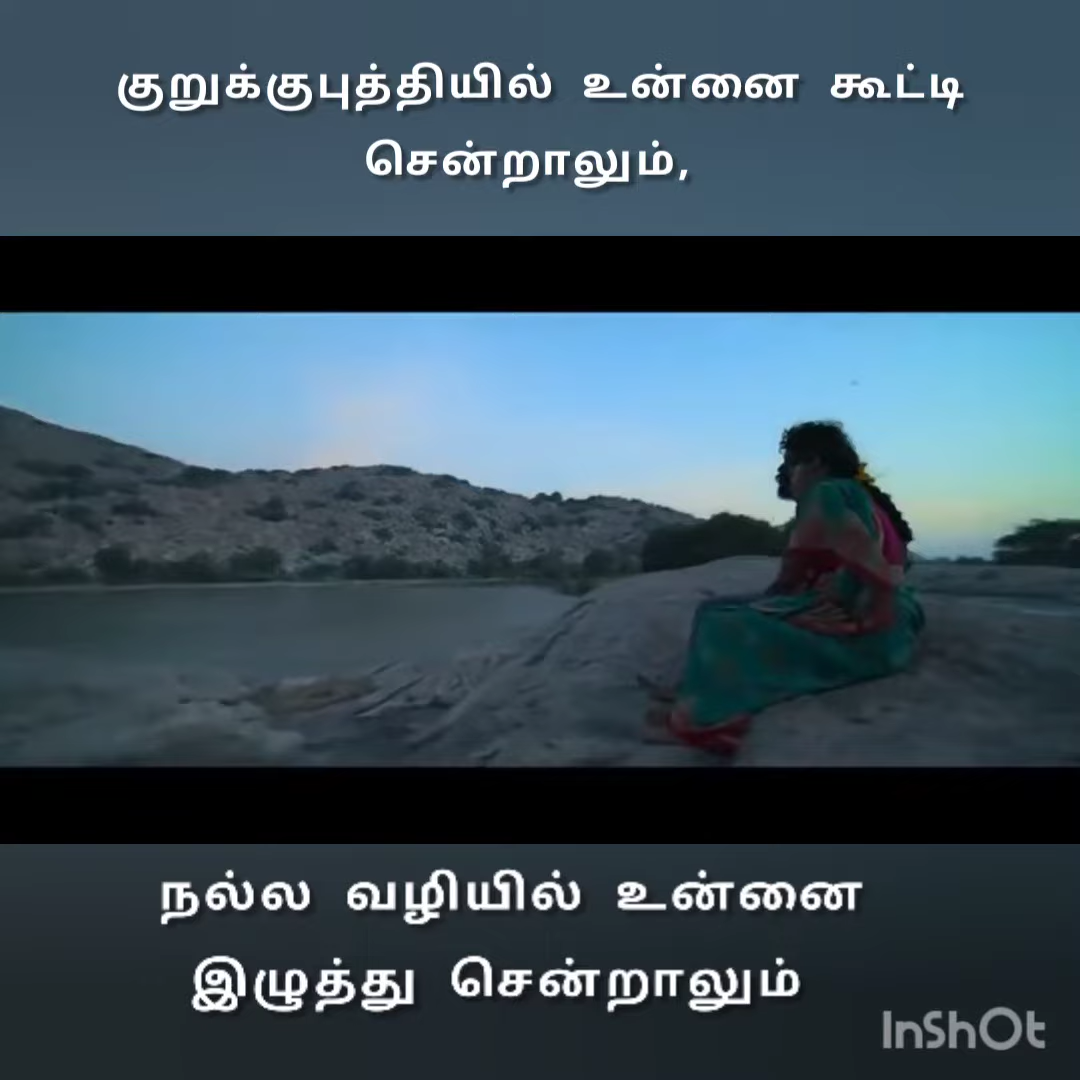 குறுக்குபுத்தியில் உன்னை கூட்டி
சென்றாலும்,
நல்ல வழியில் உன்னை
இழுத்து சென்றாலும்
InShOt